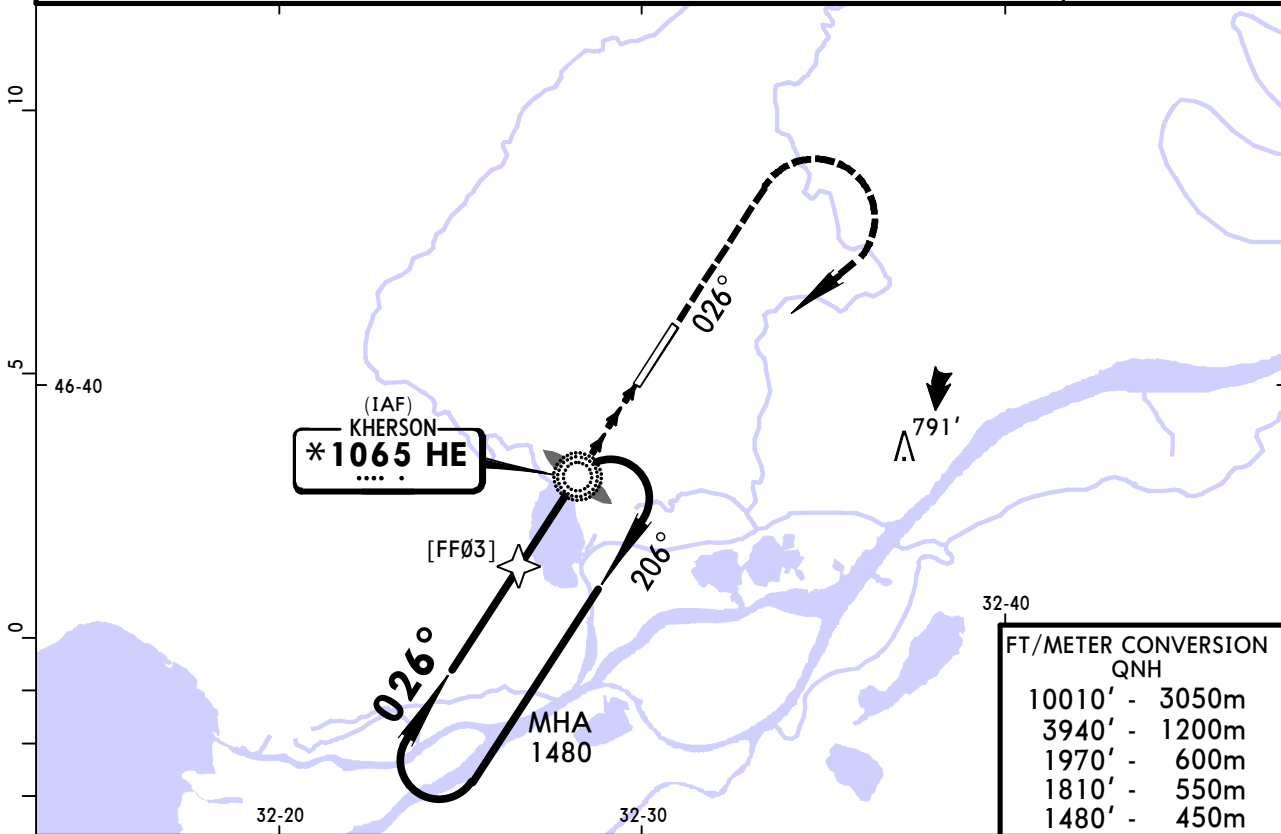 10
5
0
46-40
(IAF)
KHERSON
*1065 HE
.... .
026°
791'
[FFØ3]
206°
026°
MHA
1480
32-20
32-30
32-40
FT/METER CONVERSION
QNH
10010' - 3050m
3940' - 1200m
1970' - 600m
1810' - 550m
1480' - 450m